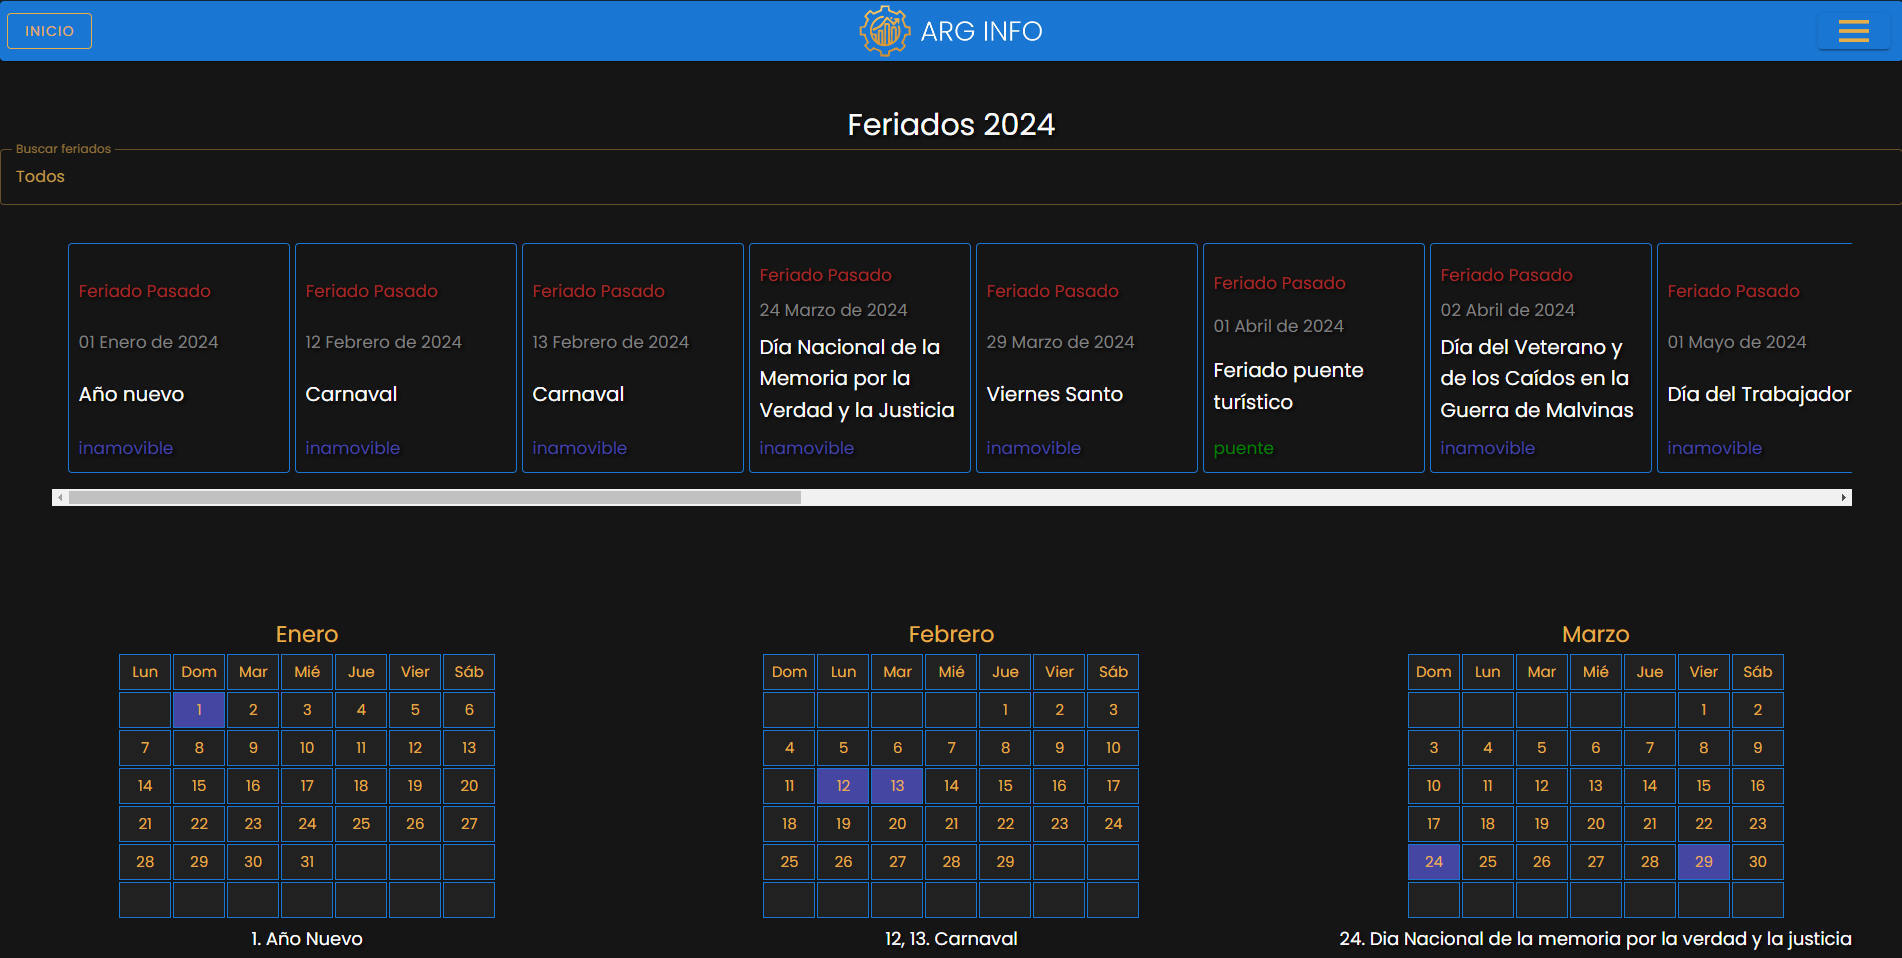 INICIO
ARG INFO
Feriados 2024
Buscar feriados
Todos
Feriado Pasado
01 Enero de 2024
Año nuevo
inamovible
Feriado Pasado
12 Febrero de 2024
Carnaval
inamovible
Feriado Pasado
13 Febrero de 2024
Carnaval
inamovible
Feriado Pasado
24 Marzo de 2024
Día Nacional de la
Memoria por la
Verdad y la Justicia
inamovible
Feriado Pasado
29 Marzo de 2024
Viernes Santo
inamovible
Feriado Pasado
01 Abril de 2024
Feriado puente
turístico
puente
Feriado Pasado
02 Abril de 2024
Día del Veterano y
de los Caídos en la
Guerra de Malvinas
inamovible
Feriado Pasado
01 Mayo de 2024
Día del Trabajador
inamovible
Enero
Lun Dom Mar Mié Jue Vier Sáb
1 2 3 4 5 6
7 8 9 10 11 12 13
14 15 16 17 18 19 20
21 22 23 24 25 26 27
28 29 30 31
1. Año Nuevo
Febrero
Dom Lun Mar Mié Jue Vier Sáb
1 2 3
4 5 6 7 8 9 10
11 12 13 14 15 16 17
18 19 20 21 22 23 24
25 26 27 28 29
12, 13. Carnaval
Marzo
Dom Lun Mar Mié Jue Vier Sáb
1 2
3 4 5 6 7 8 9
10 11 12 13 14 15 16
17 18 19 20 21 22 23
24 25 26 27 28 29 30
24. Dia Nacional de la memoria por la verdad y la justicia